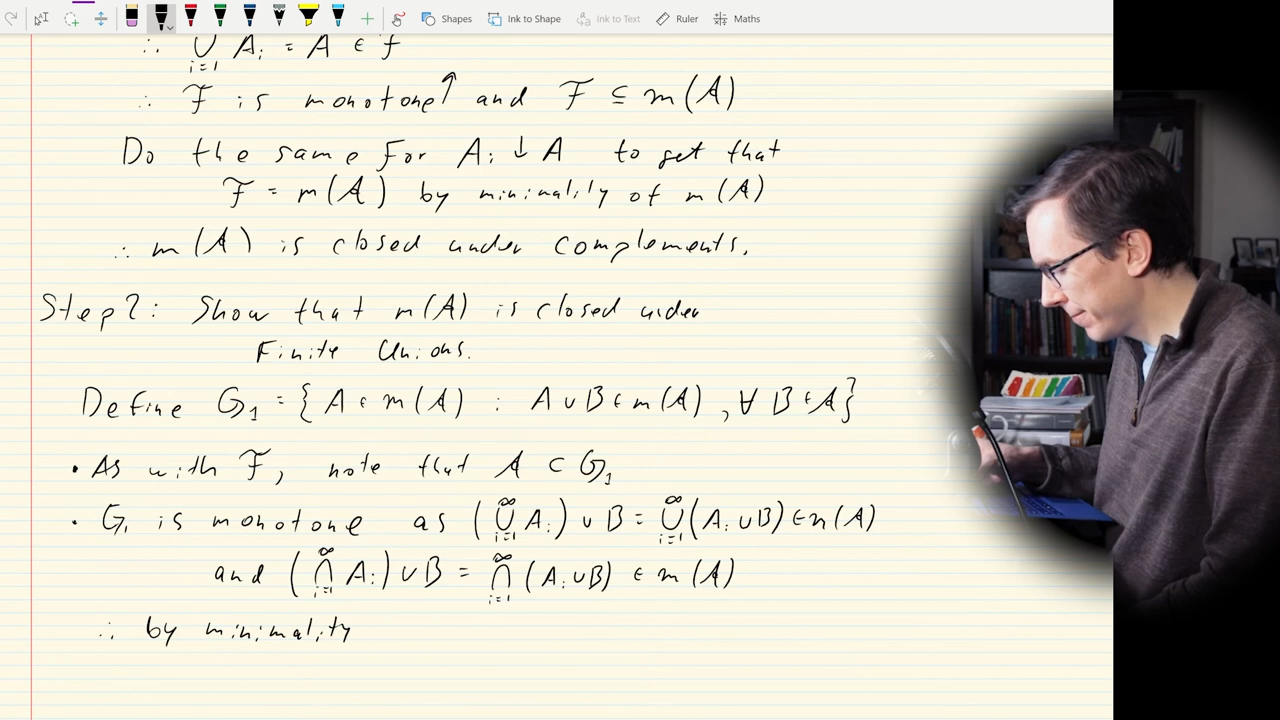 Shapes Ink to Shape Ink to Text Ruler Maths
∴ ∞⋃i=1 Aᵢ = A ∈ F
∴ F is monotone↑ and F ⊆ m(A)
Do the same for Aᵢ ↓ A to get that
F = m(A) by minimality of m(A)
∴ m(A) is closed under complements.
Step 2: Show that m(A) is closed under
Finite Unions.
Define G₁ = { A ∈ m(A) : A ∪ B ∈ m(A), ∀ B ∈ A }
• As with F, note that A ⊂ G₁
• G₁ is monotone as (⋃_{i=1}^∞ Aᵢ) ∪ B = ⋃_{i=1}^∞ (Aᵢ ∪ B) ∈ m(A)
and (⋂_{i=1}^∞ Aᵢ) ∪ B = ⋂_{i=1}^∞ (Aᵢ ∪ B) ∈ m(A)
∴ by minimality